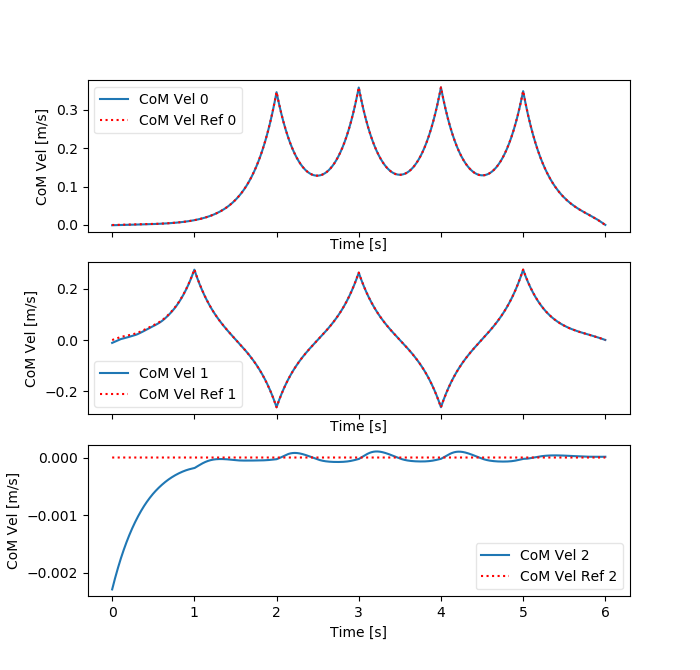 CoM Vel [m/s]
0.3
0.2
0.1
0.0
CoM Vel 0
CoM Vel Ref 0
Time [s]
CoM Vel [m/s]
0.2
0.0
−0.2
CoM Vel 1
CoM Vel Ref 1
Time [s]
CoM Vel [m/s]
0.000
−0.001
−0.002
CoM Vel 2
CoM Vel Ref 2
0 1 2 3 4 5 6
Time [s]